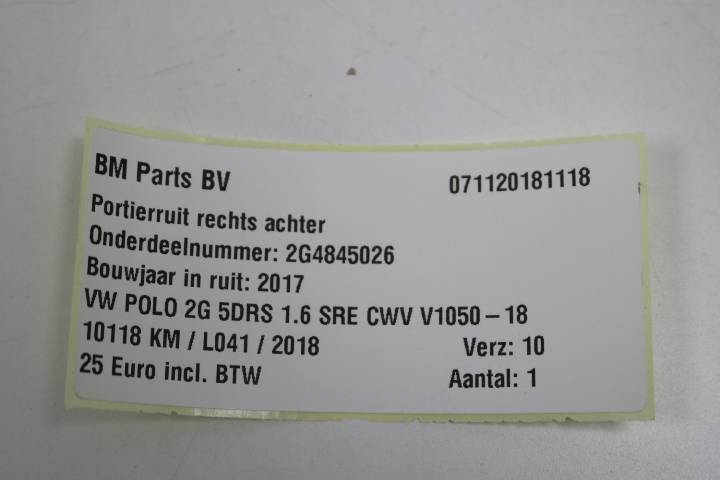 BM Parts BV 071120181118
Portierruit rechts achter
Onderdeelnummer: 2G4845026
Bouwjaar in ruit: 2017
VW POLO 2G 5DRS 1.6 SRE CWV V1050-18
10118 KM / L041 / 2018 Verz: 10
25 Euro incl. BTW Aantal: 1